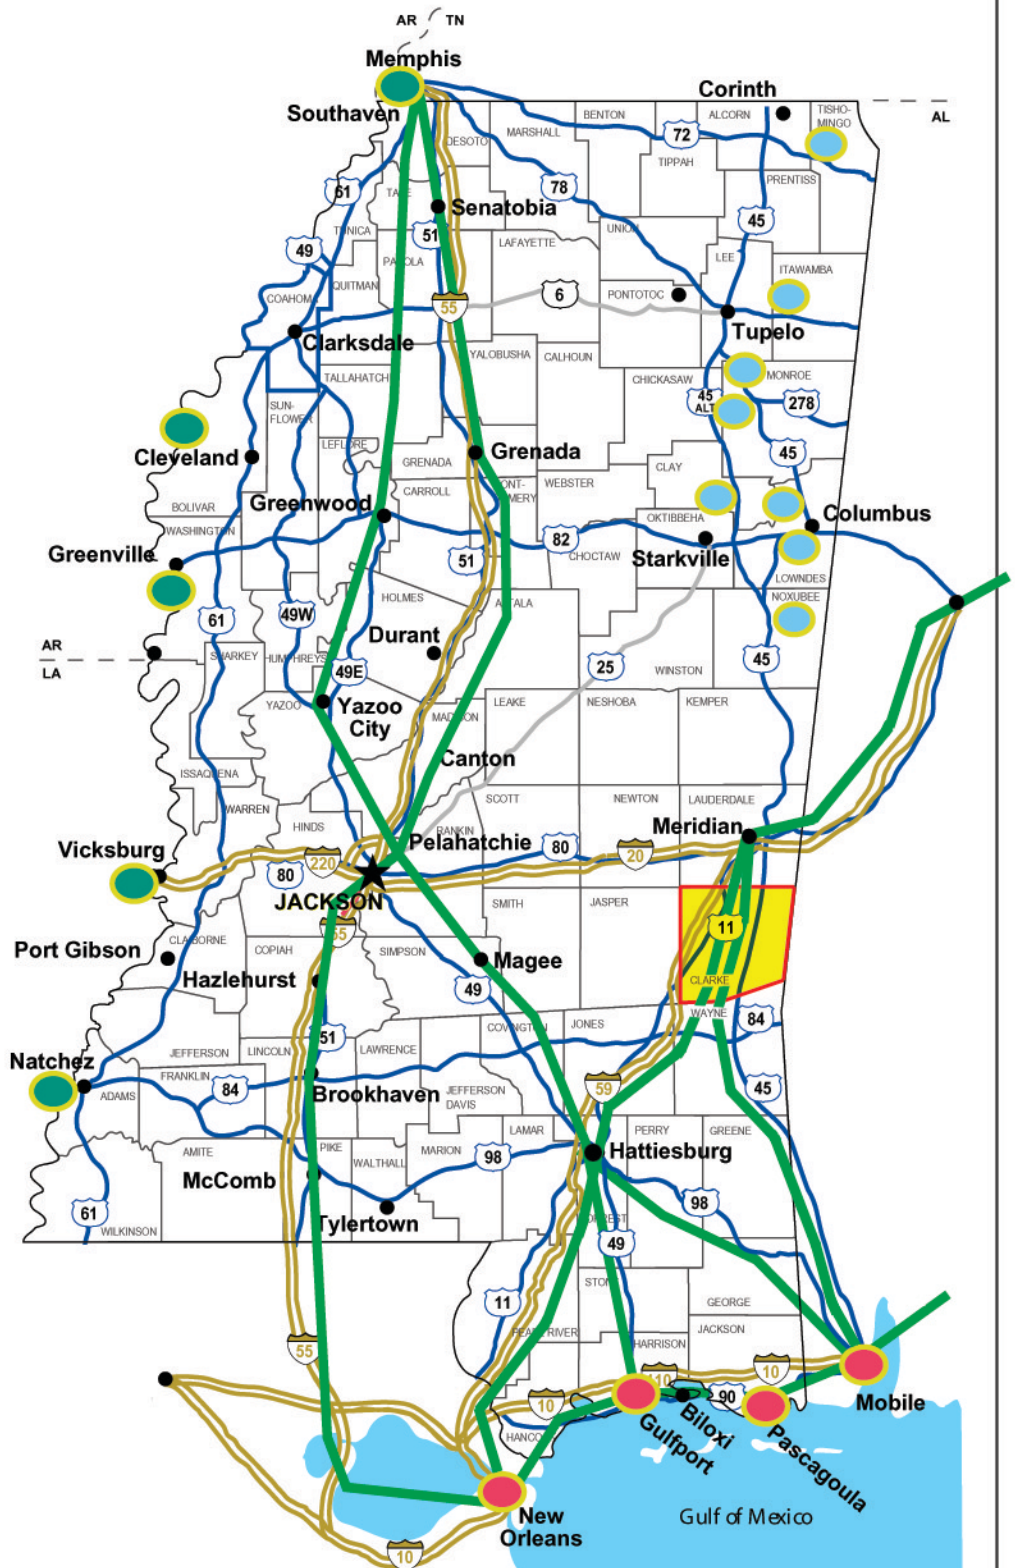 AR TN
Memphis
Corinth
Southaven
DESOTO
MARSHALL
BENTON
72
TIPPAH
ALCORN
TISHO-
MINGO
AL
PRENTISS
61
78
45
TUNICA
51
Senatobia
49
LAFAYETTE
UNION
LEE
ITAWAMBA
PANOLA
QUITMAN
COAHOMA
55
6
PONTOTOC
Tupelo
Clarksdale
YALOBUSHA
CALHOUN
TALLAHATCHIE
CHICKASAW
MONROE
45
ALT
278
SUN-
FLOWER
LEFLORE
Cleveland
Grenada
45
GRENADA
CLAY
CARROLL
WEBSTER
BOLIVAR
Greenwood
OKTIBBEHA
Columbus
WASHINGTON
Greenville
82
CHOCTAW
Starkville
51
LOWNDES
NOXUBEE
HOLMES
ATTALA
61
49W
Durant
AR
LA
SHARKEY
HUMPHREYS
49E
25
WINSTON
45
YAZOO
Yazoo
City
MADISON
LEAKE
NESHOBA
KEMPER
Canton
ISSAQUENA
WARREN
SCOTT
NEWTON
LAUDERDALE
HINDS
RANKIN
Meridian
Vicksburg
220
Pelahatchie
80
20
80
JACKSON
SMITH
JASPER
55
11
Port Gibson
CLAIBORNE
COPIAH
SIMPSON
Magee
Hazlehurst
CLARKE
49
WAYNE
84
51
COVINGTON
JONES
JEFFERSON
LINCOLN
LAWRENCE
Natchez
FRANKLIN
84
Brookhaven
JEFFERSON
DAVIS
59
45
ADAMS
LAMAR
PERRY
GREENE
AMITE
PIKE
WALTHALL
MARION
98
Hattiesburg
McComb
98
61
WILKINSON
Tylertown
FORREST
49
11
STONE
GEORGE
PEARL RIVER
JACKSON
HARRISON
55
10
110
10
90
Mobile
HANCOCK
Gulfport
Biloxi
Pascagoula
New
Orleans
Gulf of Mexico
10